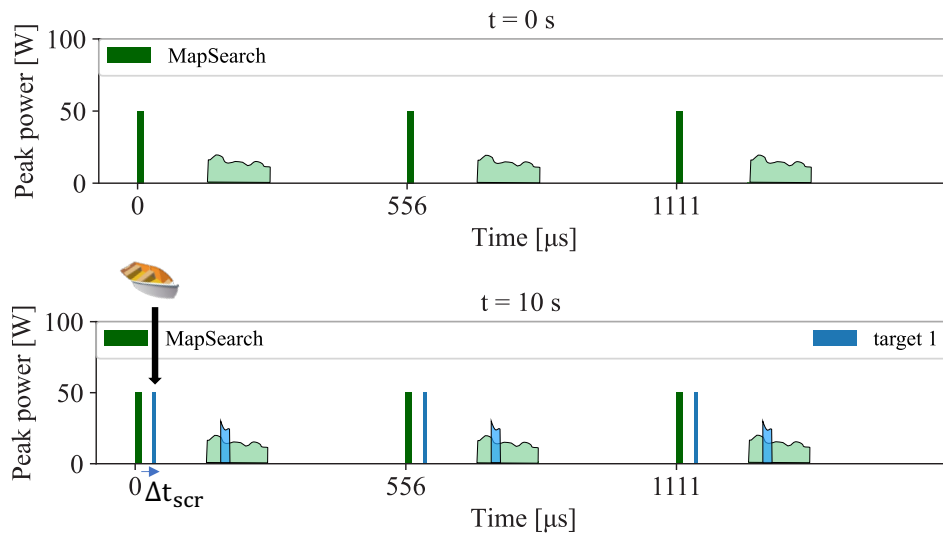 t = 0 s
Peak power [W]
100
50
0
MapSearch
0 556 1111
Time [μs]
t = 10 s
Peak power [W]
100
50
0
MapSearch target 1
0 556 1111
Δt_scr
Time [μs]